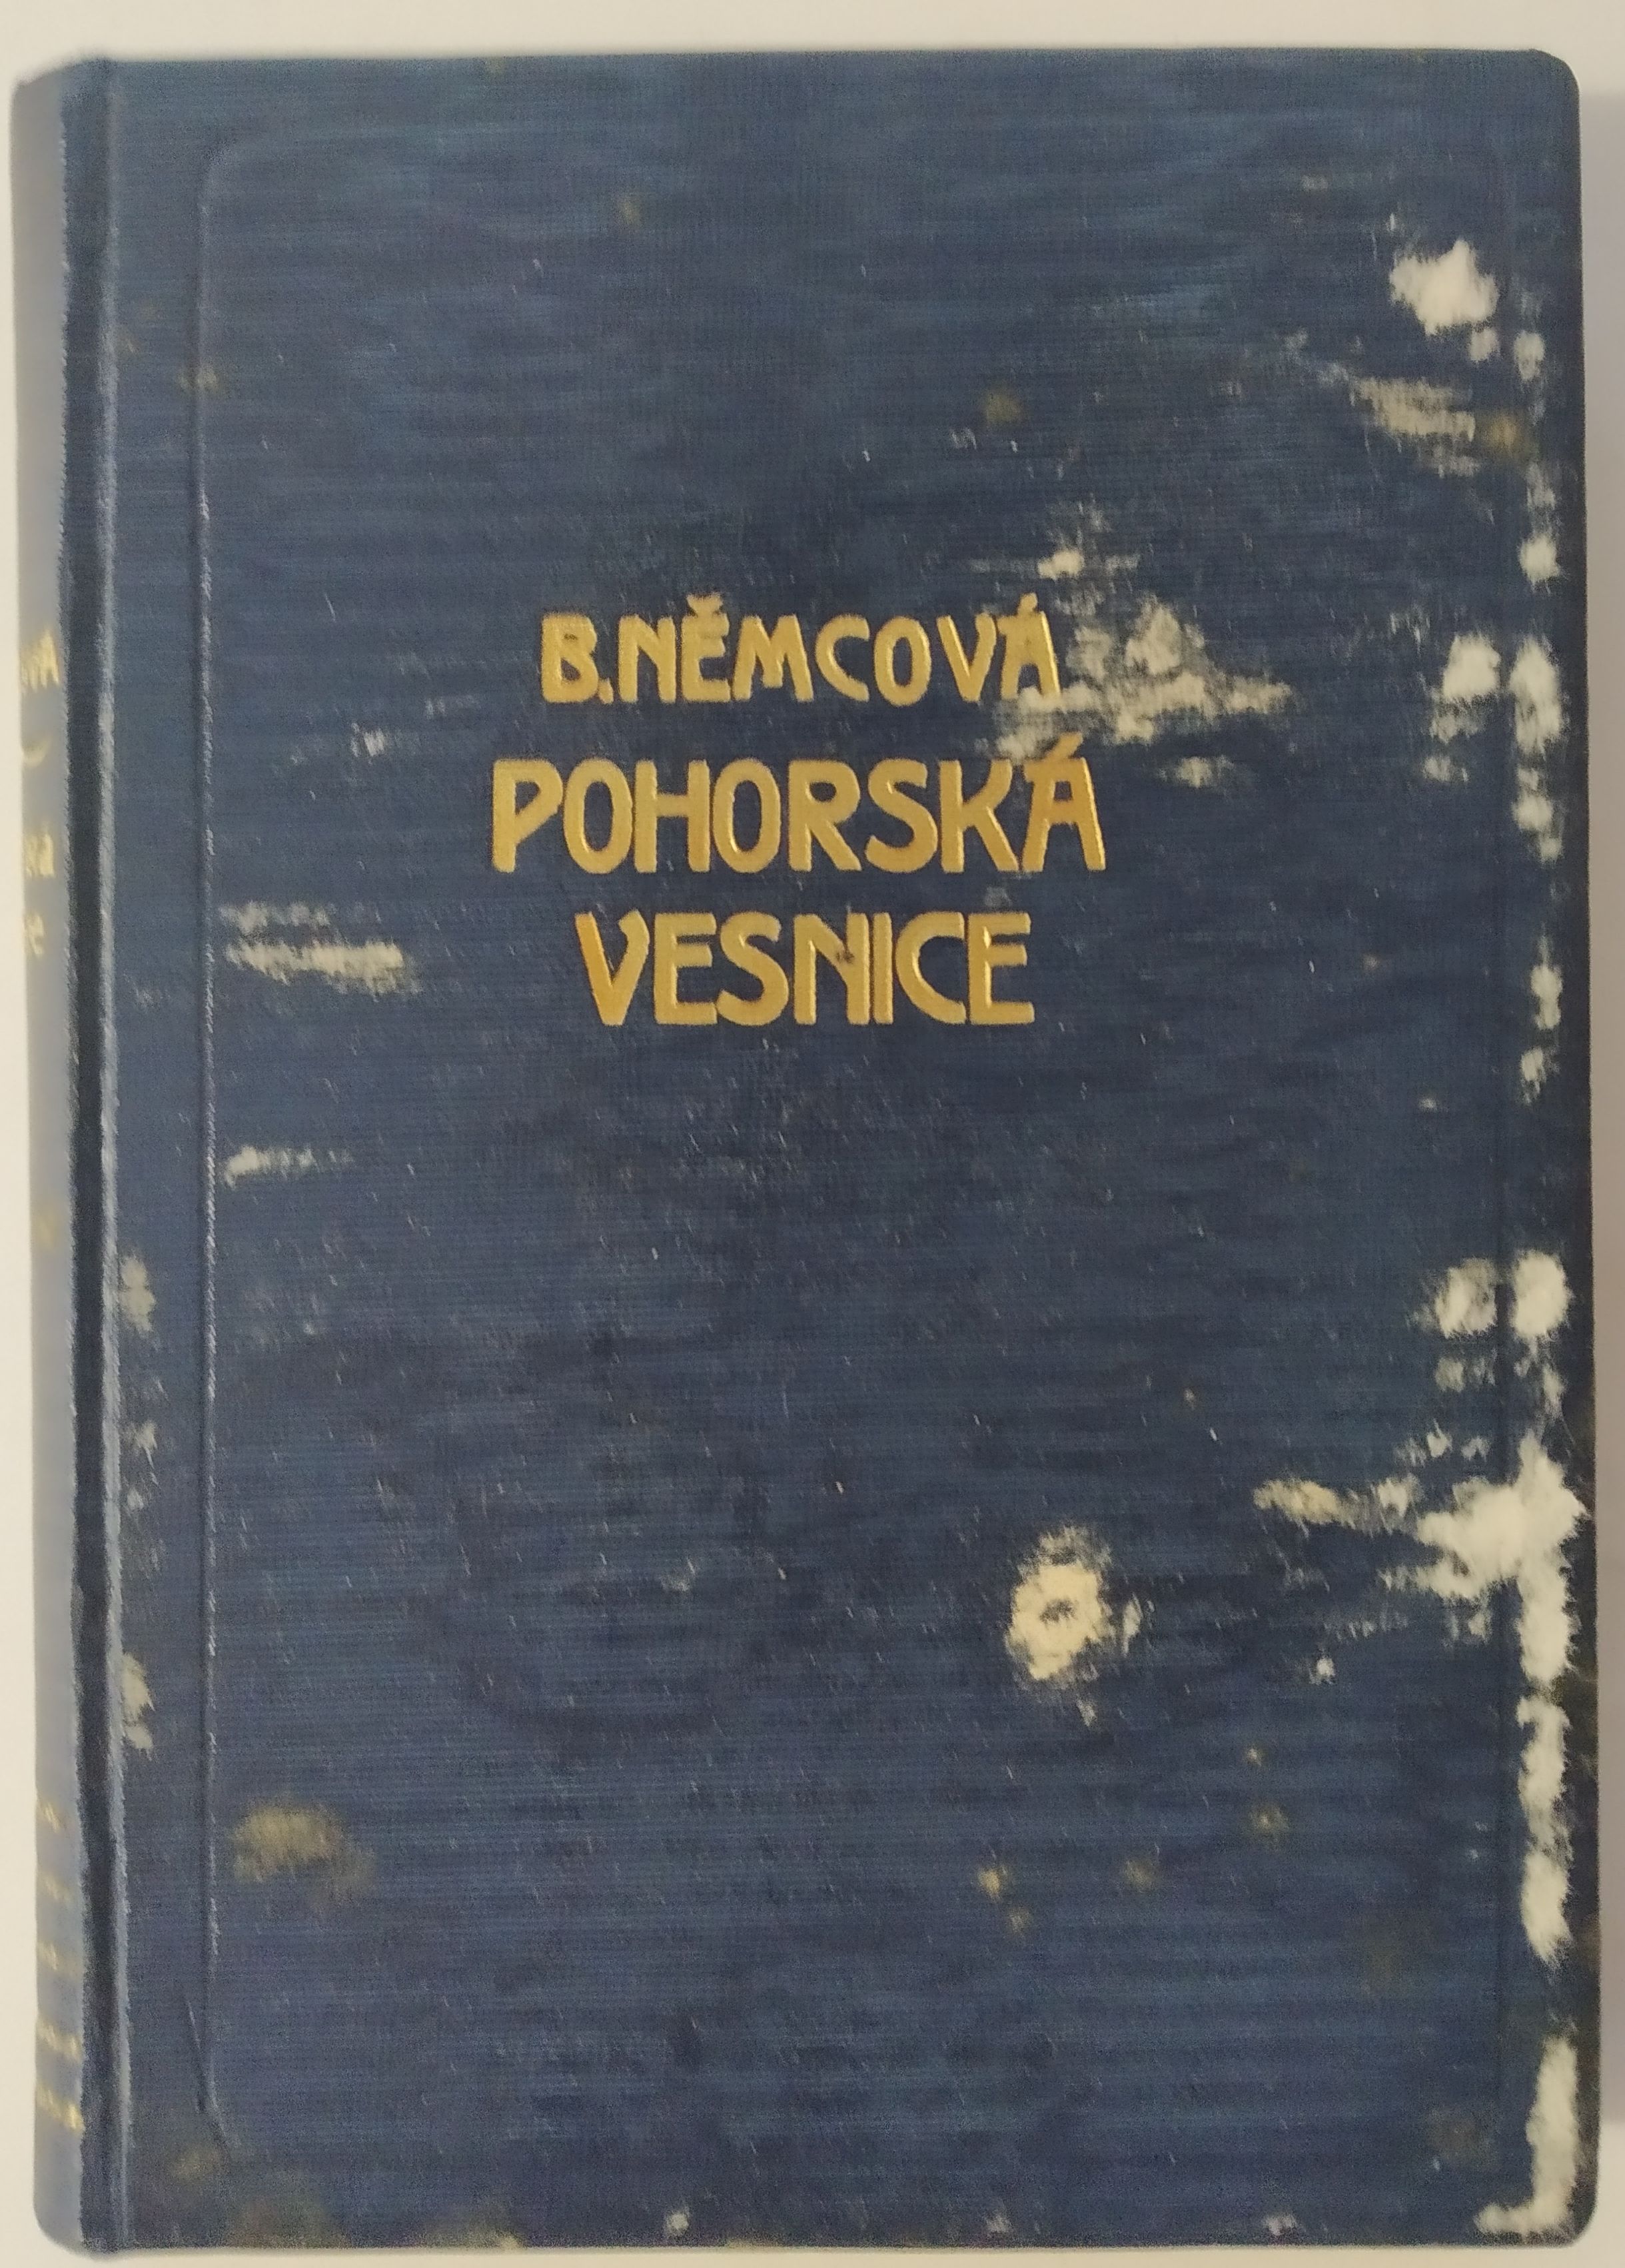 B. NĚMCOVÁ
POHORSKÁ
VESNICE